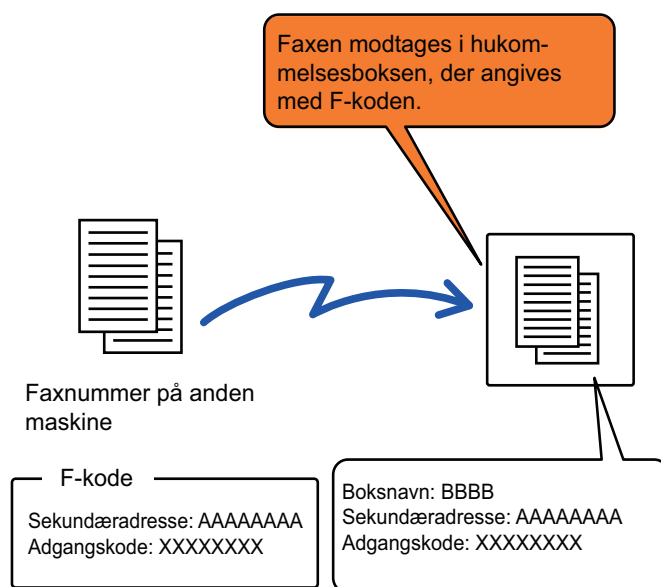 Faxen modtages i hukom-
melsesboksen, der angives
med F-koden.
Faxnummer på anden
maskine
F-kode
Sekundæradresse: AAAAAAAA
Adgangskode: XXXXXXXX
Boksnavn: BBBB
Sekundæradresse: AAAAAAAA
Adgangskode: XXXXXXXX